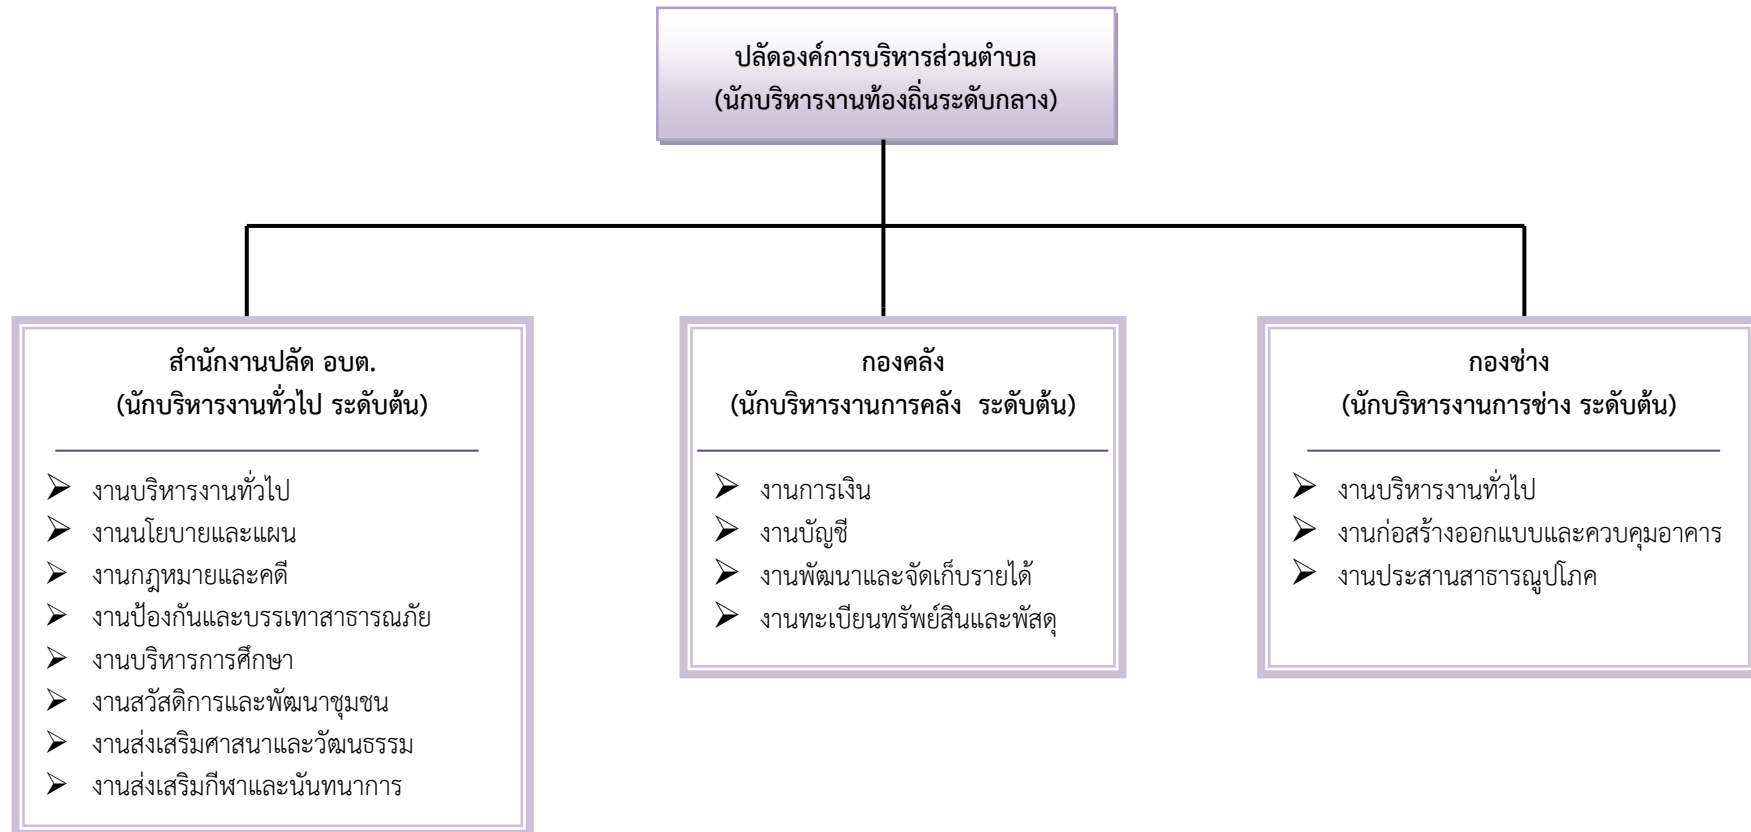 ปลัดองค์การบริหารส่วนตำบล
(นักบริหารงานท้องถิ่นระดับกลาง)
สำนักงานปลัด อบต.
(นักบริหารงานทั่วไป ระดับต้น)
งานบริหารงานทั่วไป
งานนโยบายและแผน
งานกฎหมายและคดี
งานป้องกันและบรรเทาสาธารณภัย
งานบริหารการศึกษา
งานสวัสดิการและพัฒนาชุมชน
งานส่งเสริมศาสนาและวัฒนธรรม
งานส่งเสริมกีฬาและนันทนาการ
กองคลัง
(นักบริหารงานการคลัง  ระดับต้น)
งานการเงิน
งานบัญชี
งานพัฒนาและจัดเก็บรายได้
งานทะเบียนทรัพย์สินและพัสดุ
กองช่าง
(นักบริหารงานการช่าง ระดับต้น)
งานบริหารงานทั่วไป
งานก่อสร้างออกแบบและควบคุมอาคาร
งานประสานสาธารณูปโภค